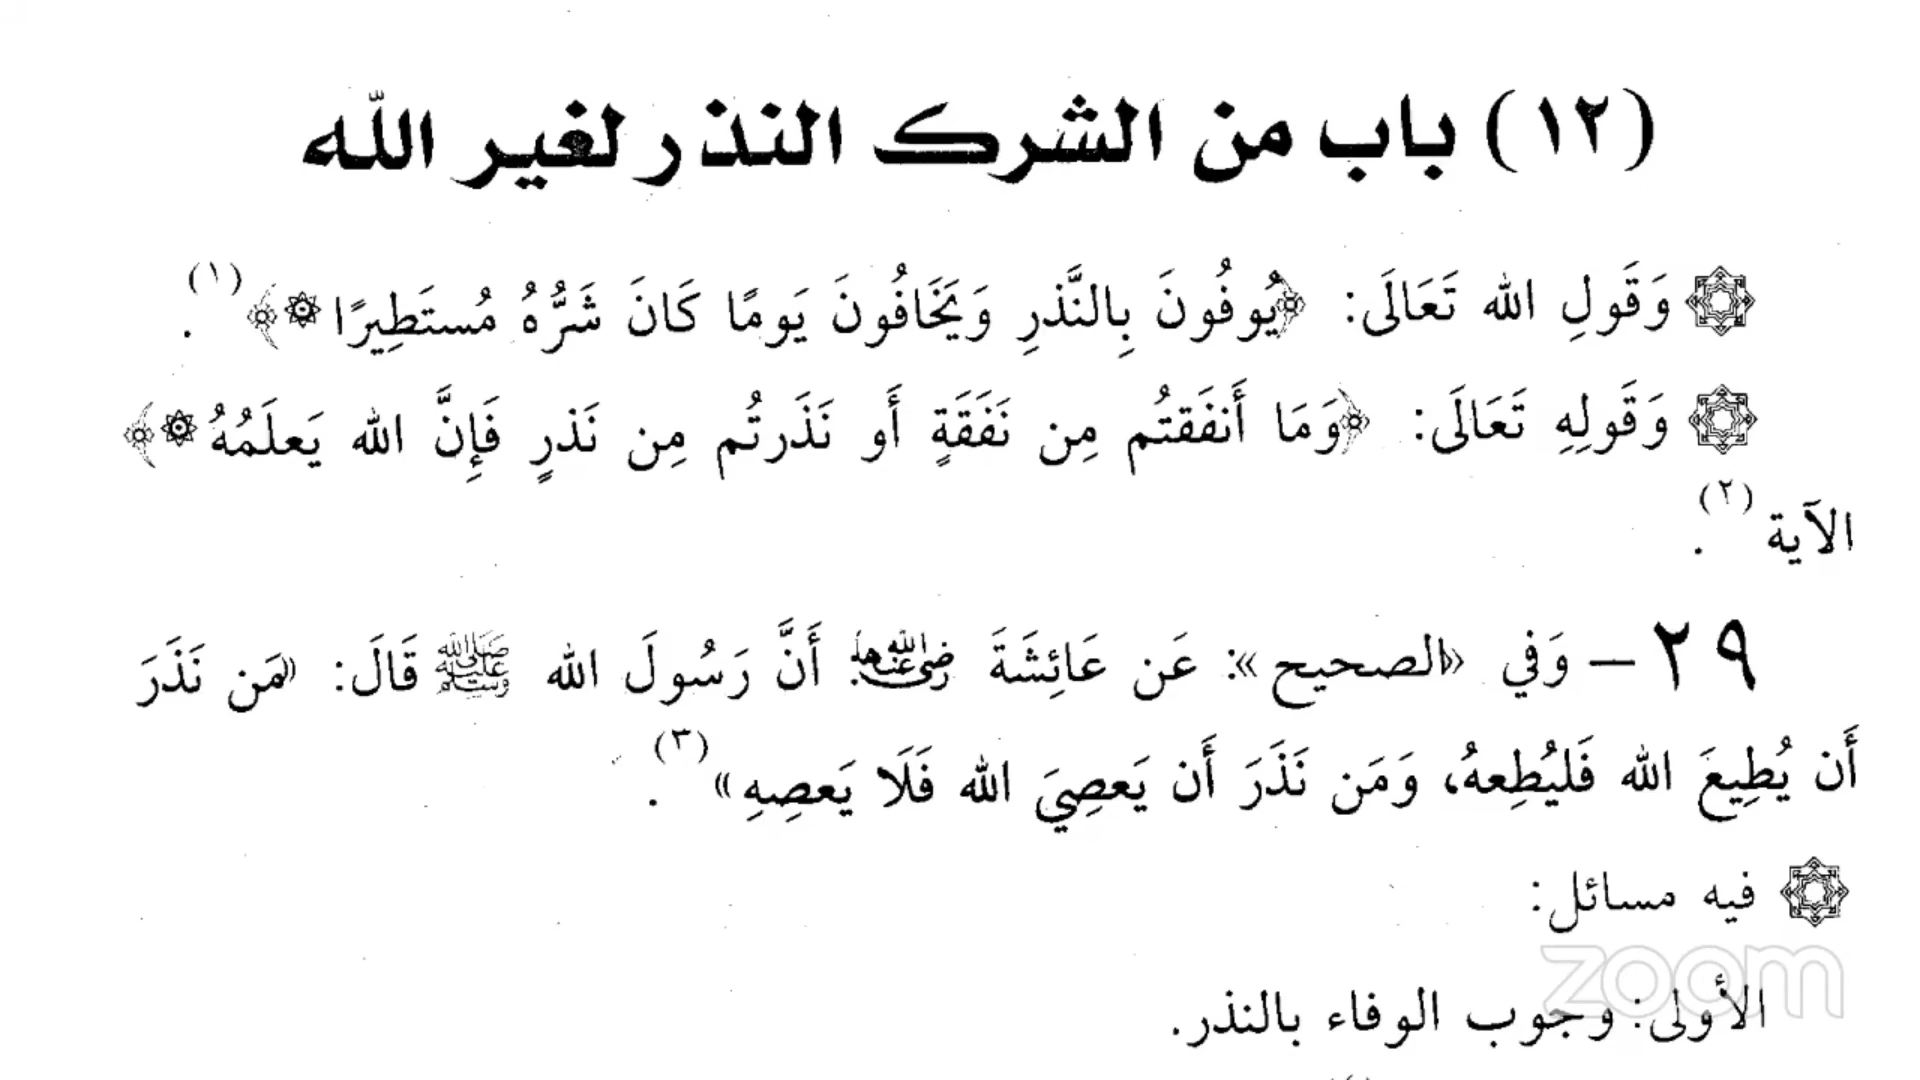 (١٢) باب من الشرك النذر لغير الله
وَقَولِ الله تَعَالَى: ﴿يُوفُونَ بِالنَّذرِ وَيَخَافُونَ يَومًا كَانَ شَرُّهُ مُستَطِيرًا﴾ (١).
وَقَولِهِ تَعَالَى: ﴿وَمَا أَنفَقتُم مِن نَفَقَةٍ أَو نَذَرتُم مِن نَذرٍ فَإِنَّ الله يَعلَمُهُ﴾
الآية (٢).
٢٩ – وَفي «الصحيح»: عَن عَائِشَةَ رضي الله عنها أَنَّ رَسُولَ الله ﷺ قَالَ: «مَن نَذَرَ
أَن يُطِيعَ الله فَليُطِعهُ، وَمَن نَذَرَ أَن يَعصِيَ الله فَلَا يَعصِهِ» (٣).
فيه مسائل:
zoom
الأولى: وجوب الوفاء بالنذر.